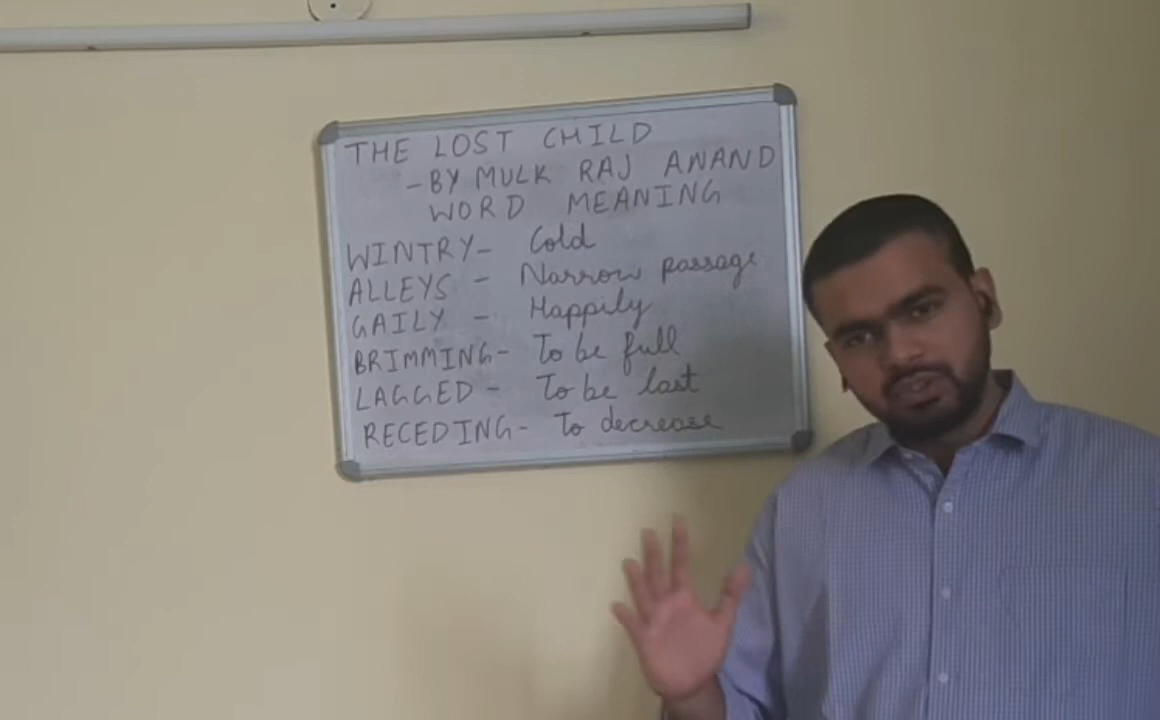 THE LOST CHILD
-BY MULK RAJ ANAND
WORD MEANING
WINTRY- Cold
ALLEYS - Narrow passage
GAILY - Happily
BRIMMING- To be full
LAGGED - To be last
RECEDING- To decrease